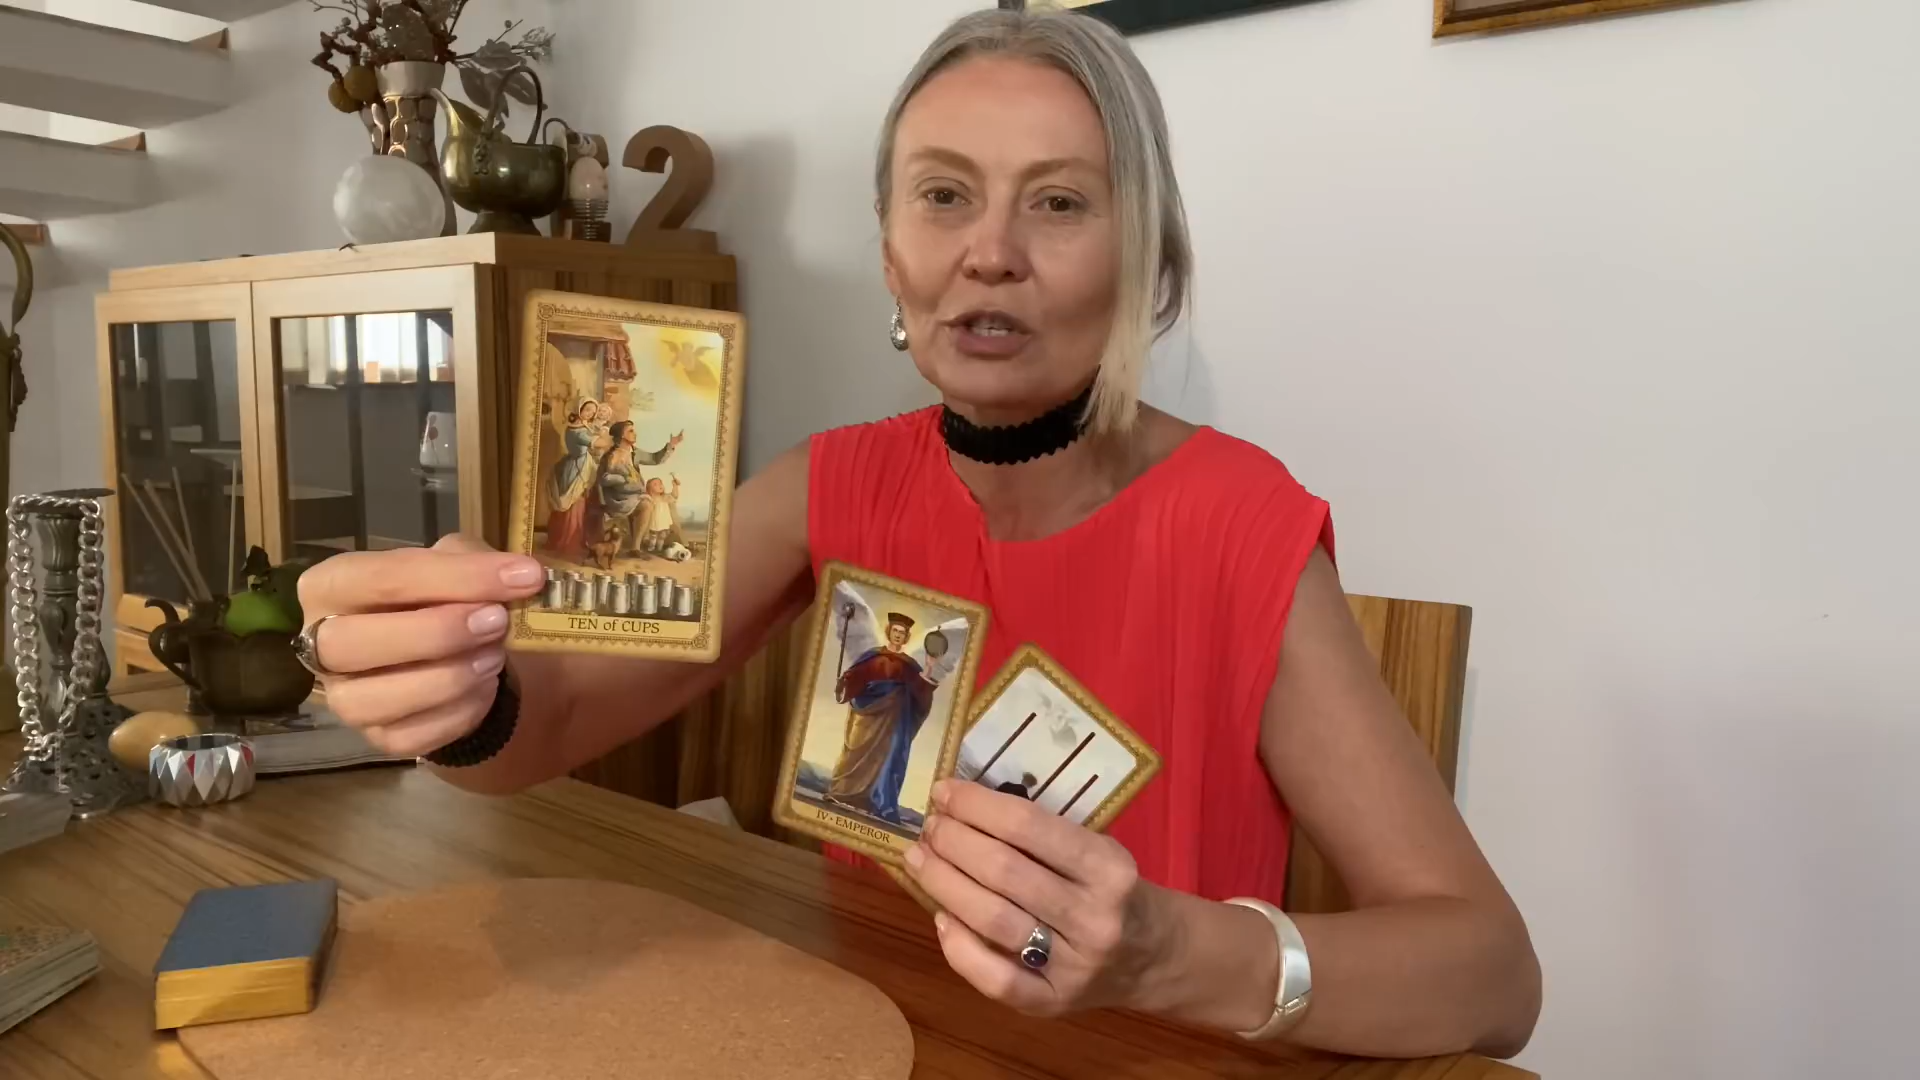 2
TEN of CUPS
IV • EMPEROR